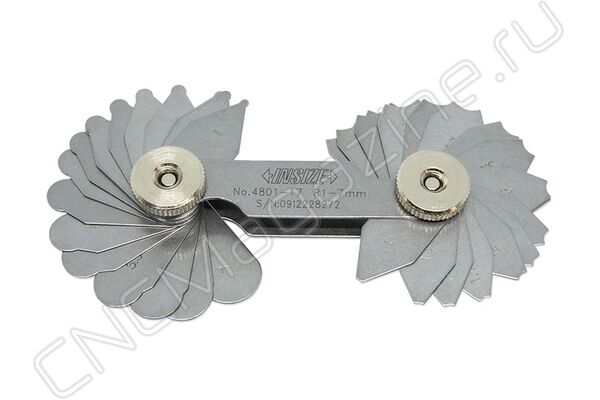 INSIZE
No.4801-17 R1-7mm
S/N:0912228272
CNCMagazine.ru